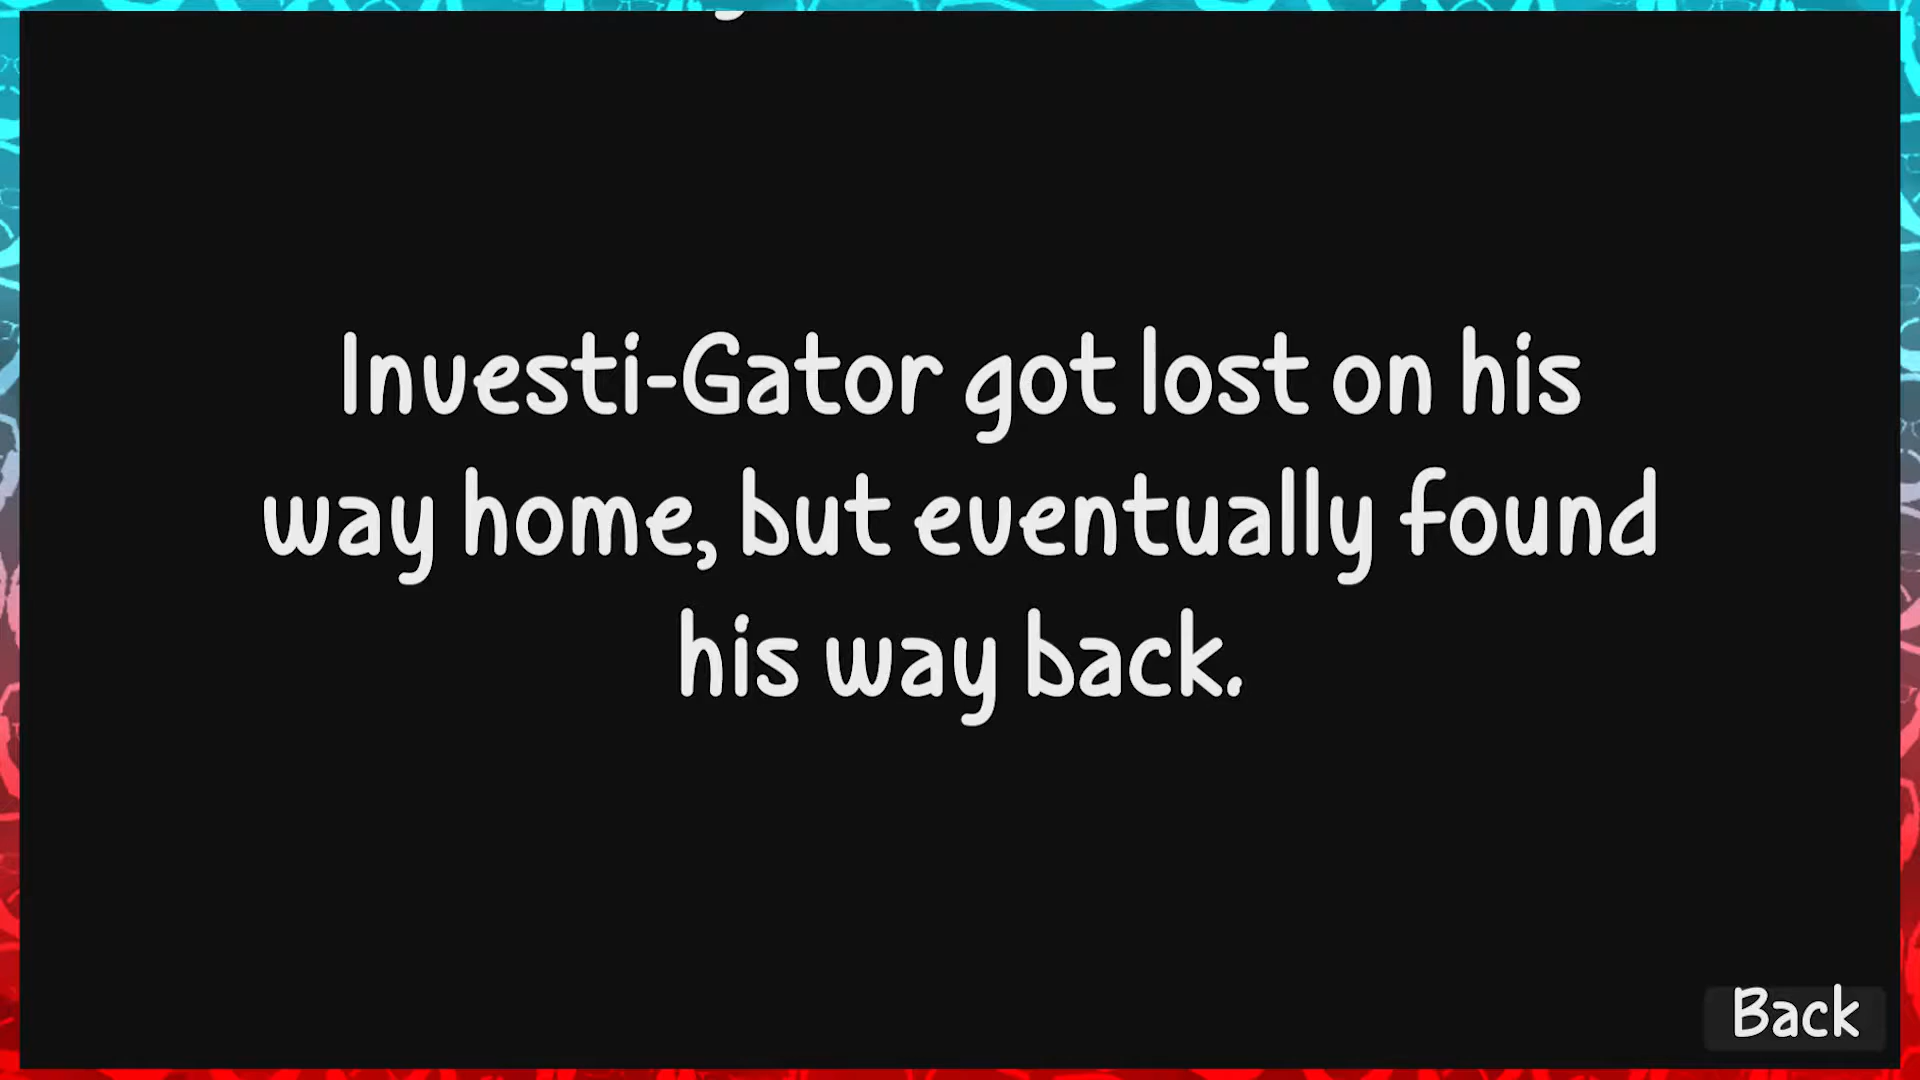 Investi-Gator got lost on his
way home, but eventually found
his way back.
Back